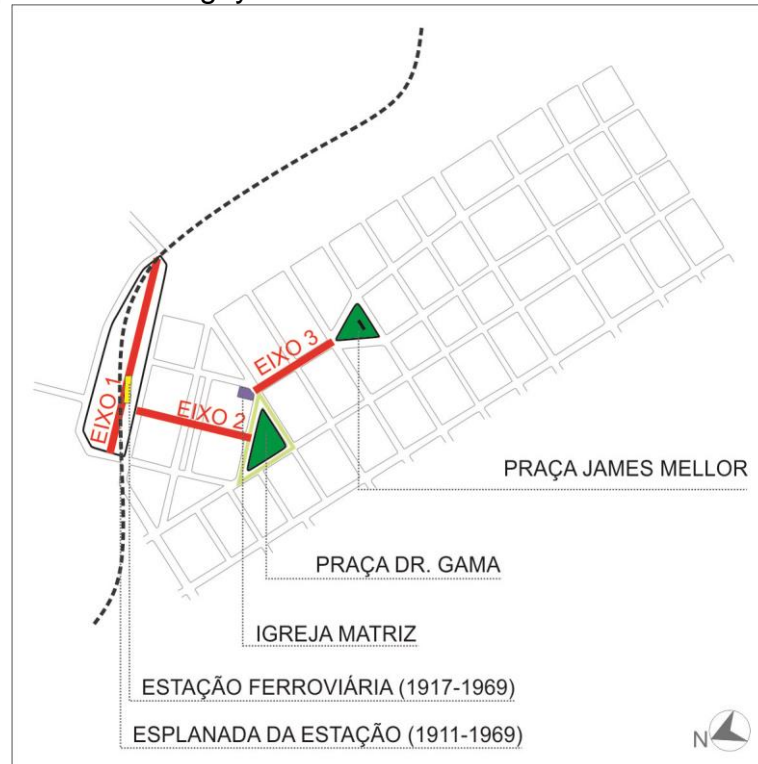 EIXO 1
EIXO 2
EIXO 3
PRAÇA JAMES MELLOR
PRAÇA DR. GAMA
IGREJA MATRIZ
ESTAÇÃO FERROVIÁRIA (1917-1969)
ESPLANADA DA ESTAÇÃO (1911-1969)
N